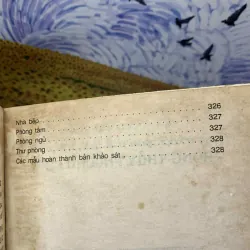 Nhà bếp 326
Phòng tắm 327
Phòng ngủ 327
Thư phòng 328
Các mẫu hoàn thành bản khảo sát 328